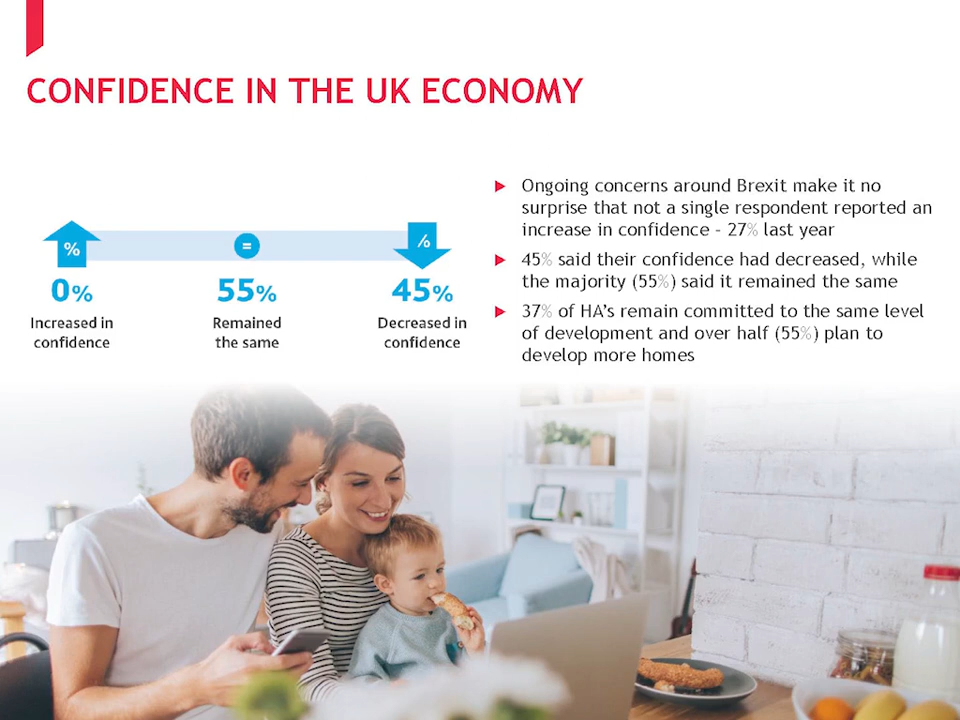 CONFIDENCE IN THE UK ECONOMY
%
=
%
0%
55%
45%
Increased in
confidence
Remained
the same
Decreased in
confidence
Ongoing concerns around Brexit make it no
surprise that not a single respondent reported an
increase in confidence - 27% last year
45% said their confidence had decreased, while
the majority (55%) said it remained the same
37% of HA's remain committed to the same level
of development and over half (55%) plan to
develop more homes